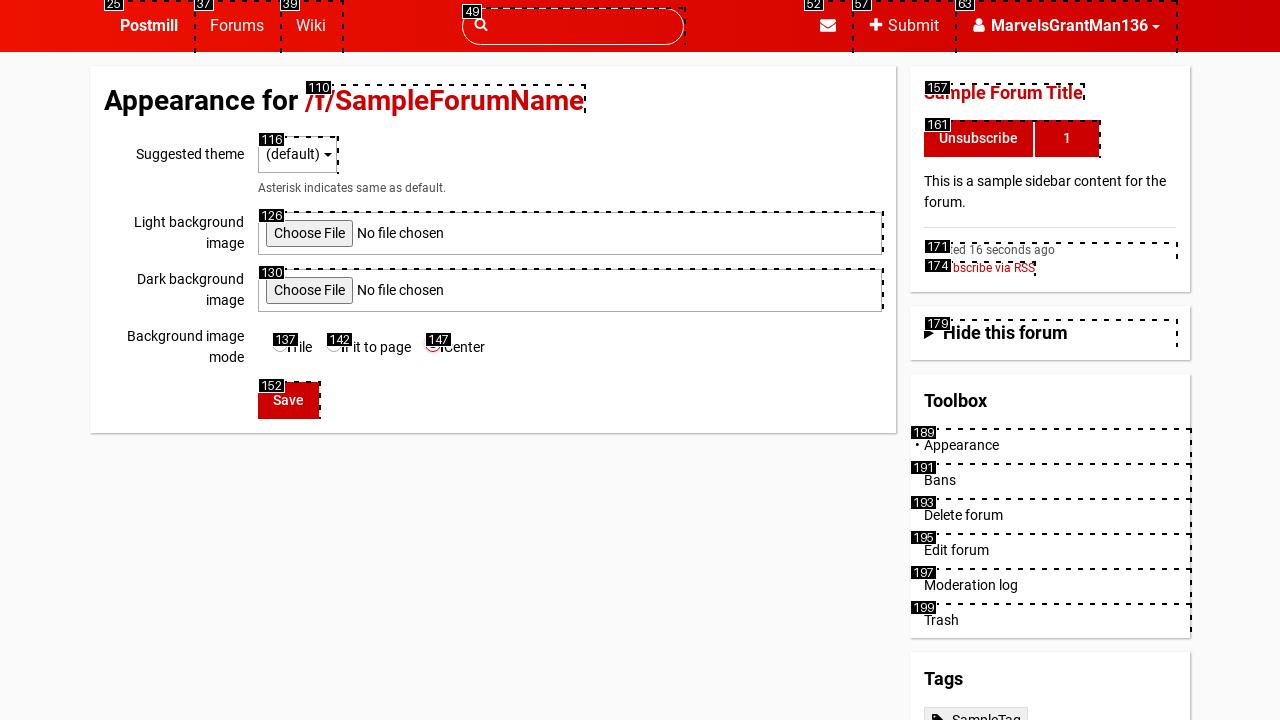 25
37
39
49
52
57
63
Postmill
Forums
Wiki
Submit
MarvelsGrantMan136
110
Appearance for /f/SampleForumName
116
Suggested theme
(default)
Asterisk indicates same as default.
126
Light background image
Choose File No file chosen
130
Dark background image
Choose File No file chosen
Background image mode
137
Tile
142
Fit to page
147
Center
152
Save
157
Sample Forum Title
161
Unsubscribe
1
This is a sample sidebar content for the
forum.
171
ted 16 seconds ago
174
bscribe via RSS
179
Hide this forum
Toolbox
189
• Appearance
191
Bans
193
Delete forum
195
Edit forum
197
Moderation log
199
Trash
Tags
SampleTag